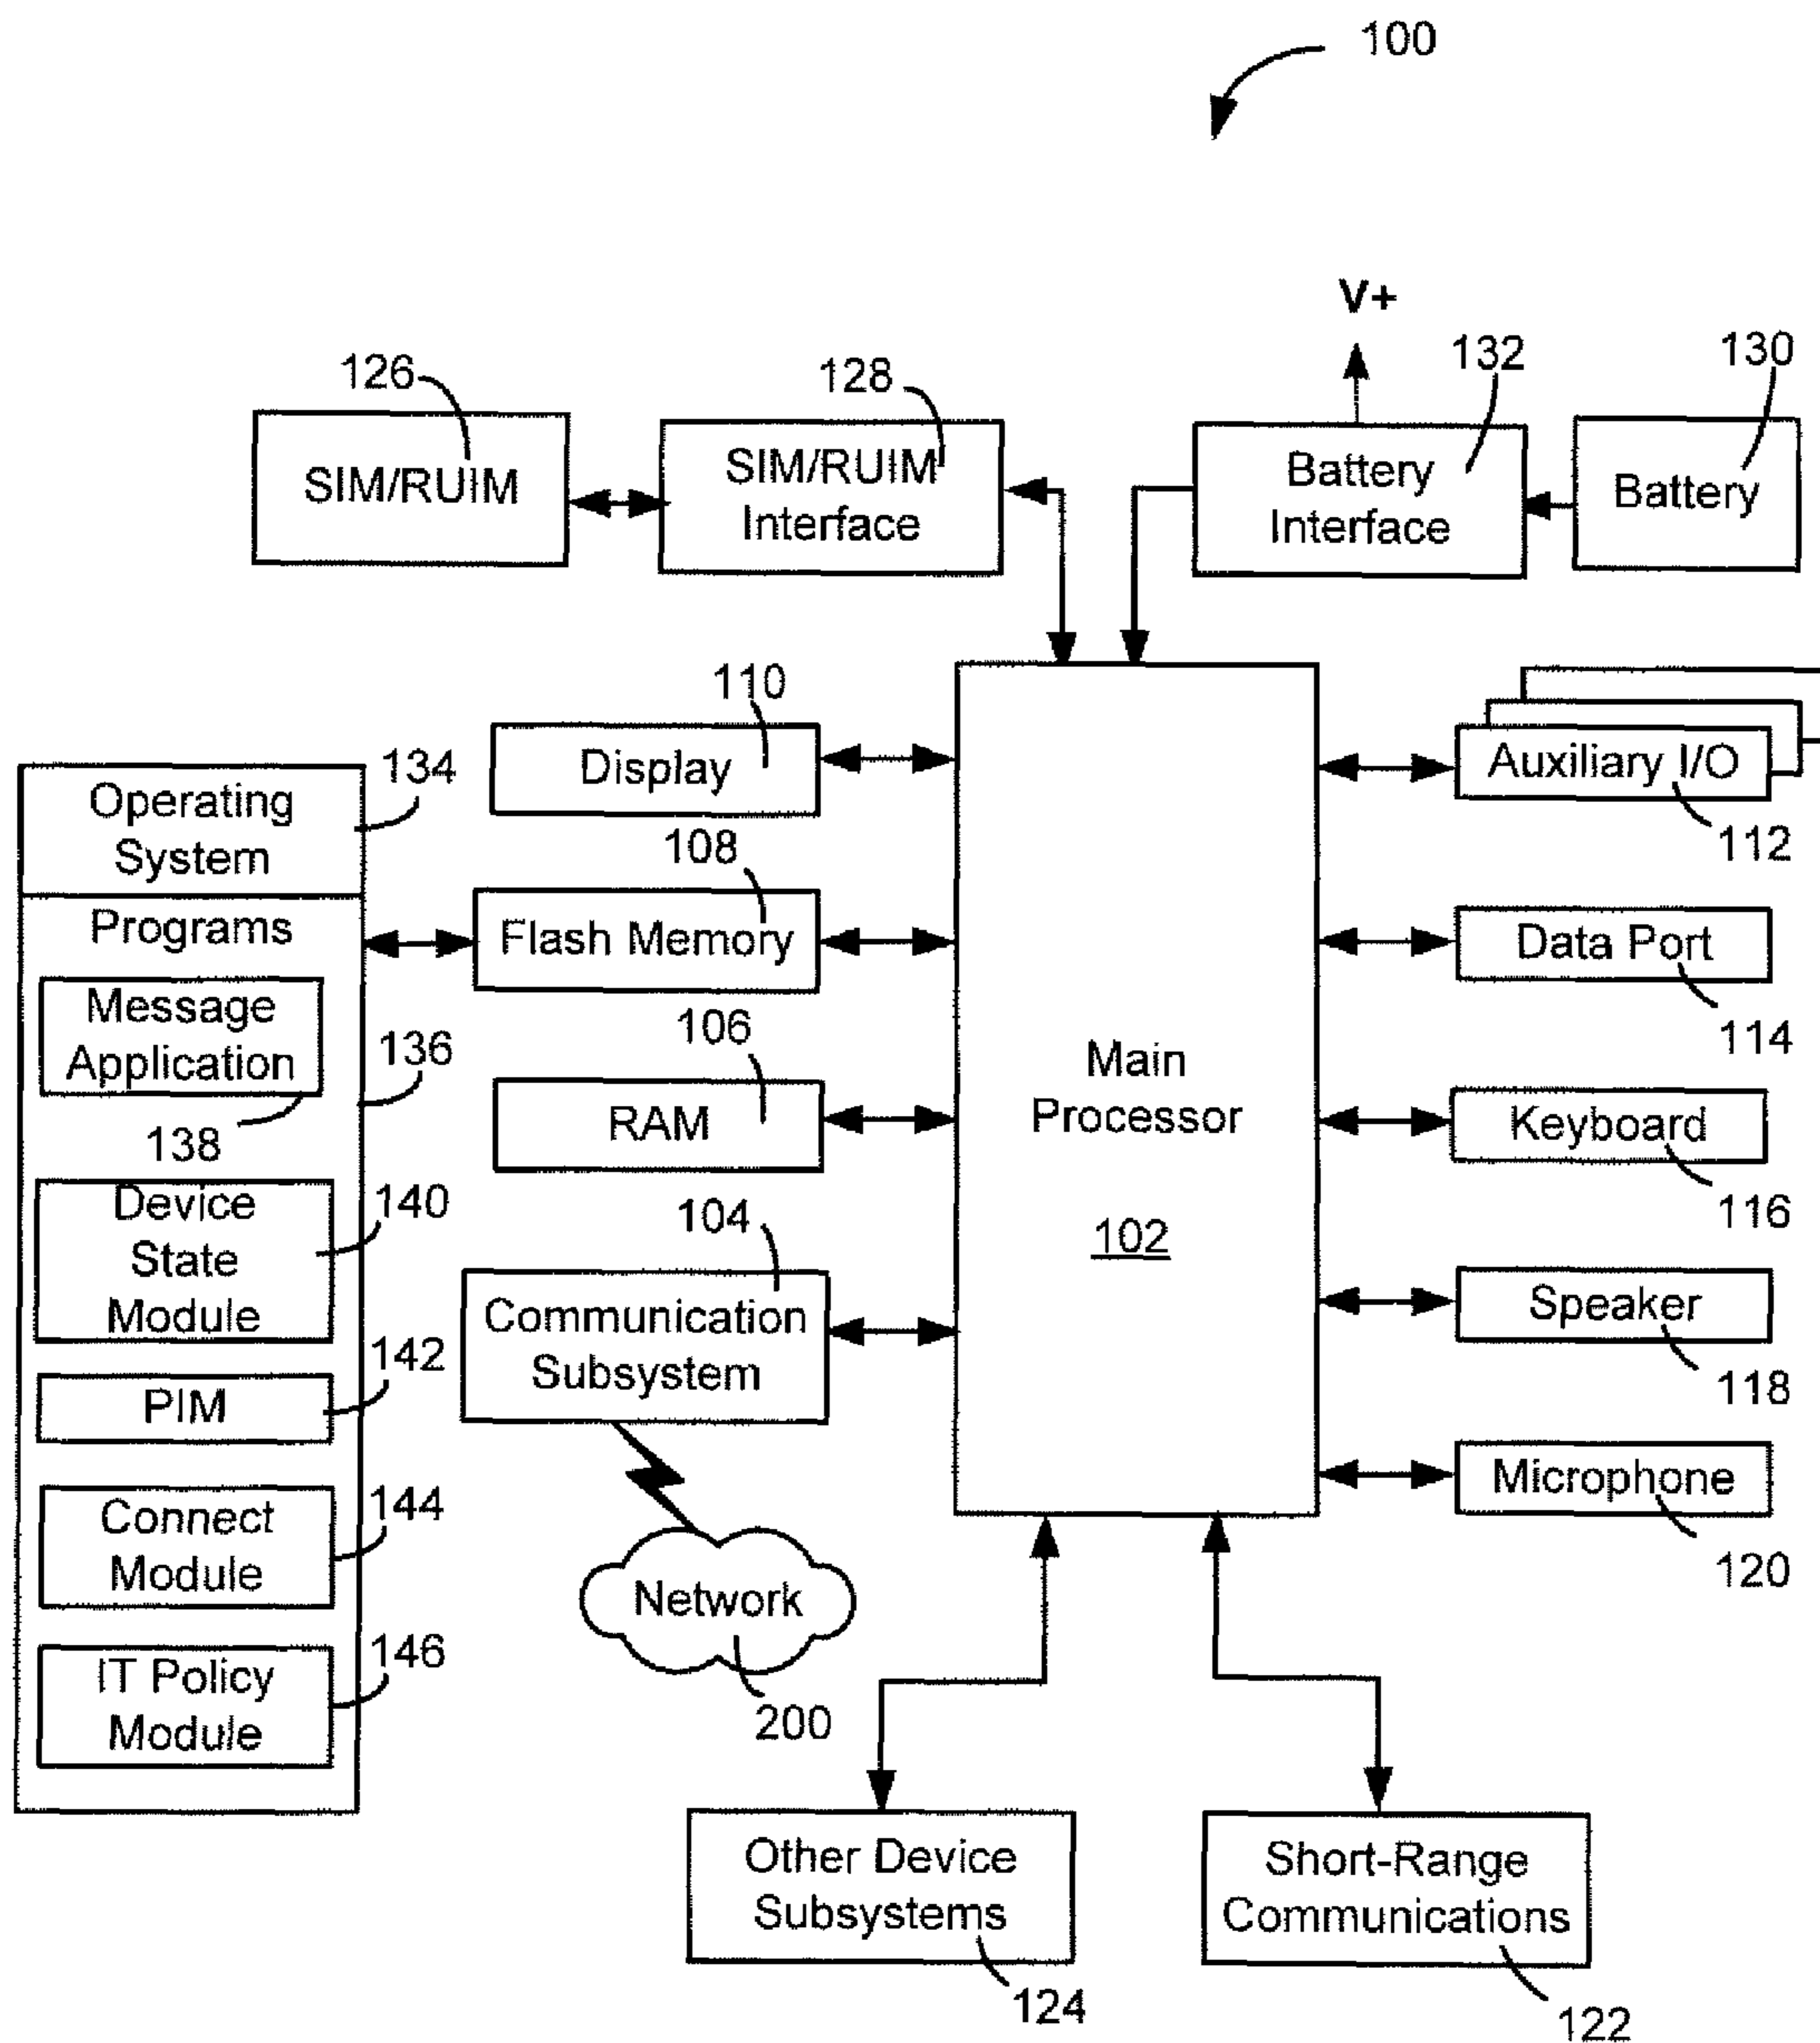 100
V+
126
128
132
130
SIM/RUIM
SIM/RUIM
Interface
Battery
Interface
Battery
110
Display
Auxiliary I/O
112
134
Operating
System
108
Flash Memory
Programs
Data Port
114
Message
Application
138
136
106
RAM
Main
Processor
102
Keyboard
116
Device
State
Module
140
104
Communication
Subsystem
Speaker
118
142
PIM
Microphone
120
Connect
Module
144
Network
200
IT Policy
Module
146
Other Device
Subsystems
124
Short-Range
Communications
122